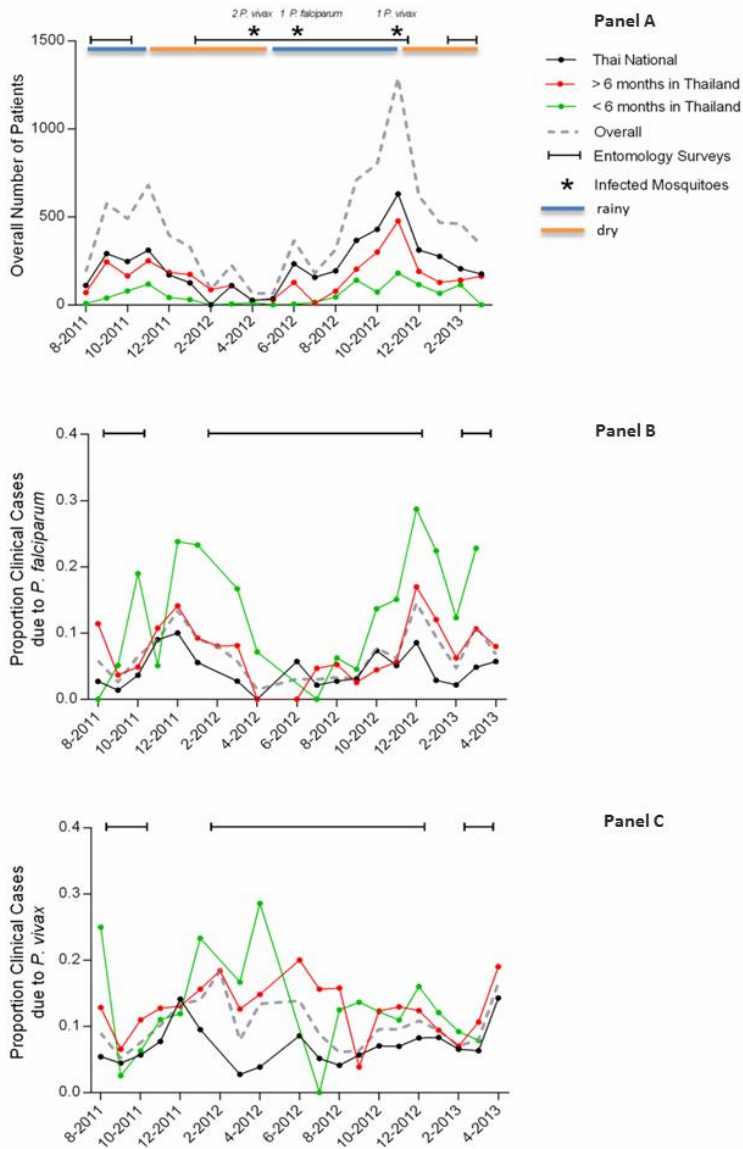 2 P. vivax 1 P. falciparum 1 P. vivax
* * *
Panel A
1500
1000
500
0
Overall Number of Patients
8-2011
10-2011
12-2011
2-2012
4-2012
6-2012
8-2012
10-2012
12-2012
2-2013
Thai National
> 6 months in Thailand
< 6 months in Thailand
Overall
Entomology Surveys
* Infected Mosquitoes
rainy
dry
Panel B
0.4
0.3
0.2
0.1
0.0
Proportion Clinical Cases
due to P. falciparum
8-2011
10-2011
12-2011
2-2012
4-2012
6-2012
8-2012
10-2012
12-2012
2-2013
4-2013
Panel C
0.4
0.3
0.2
0.1
0.0
Proportion Clinical Cases
due to P. vivax
8-2011
10-2011
12-2011
2-2012
4-2012
6-2012
8-2012
10-2012
12-2012
2-2013
4-2013